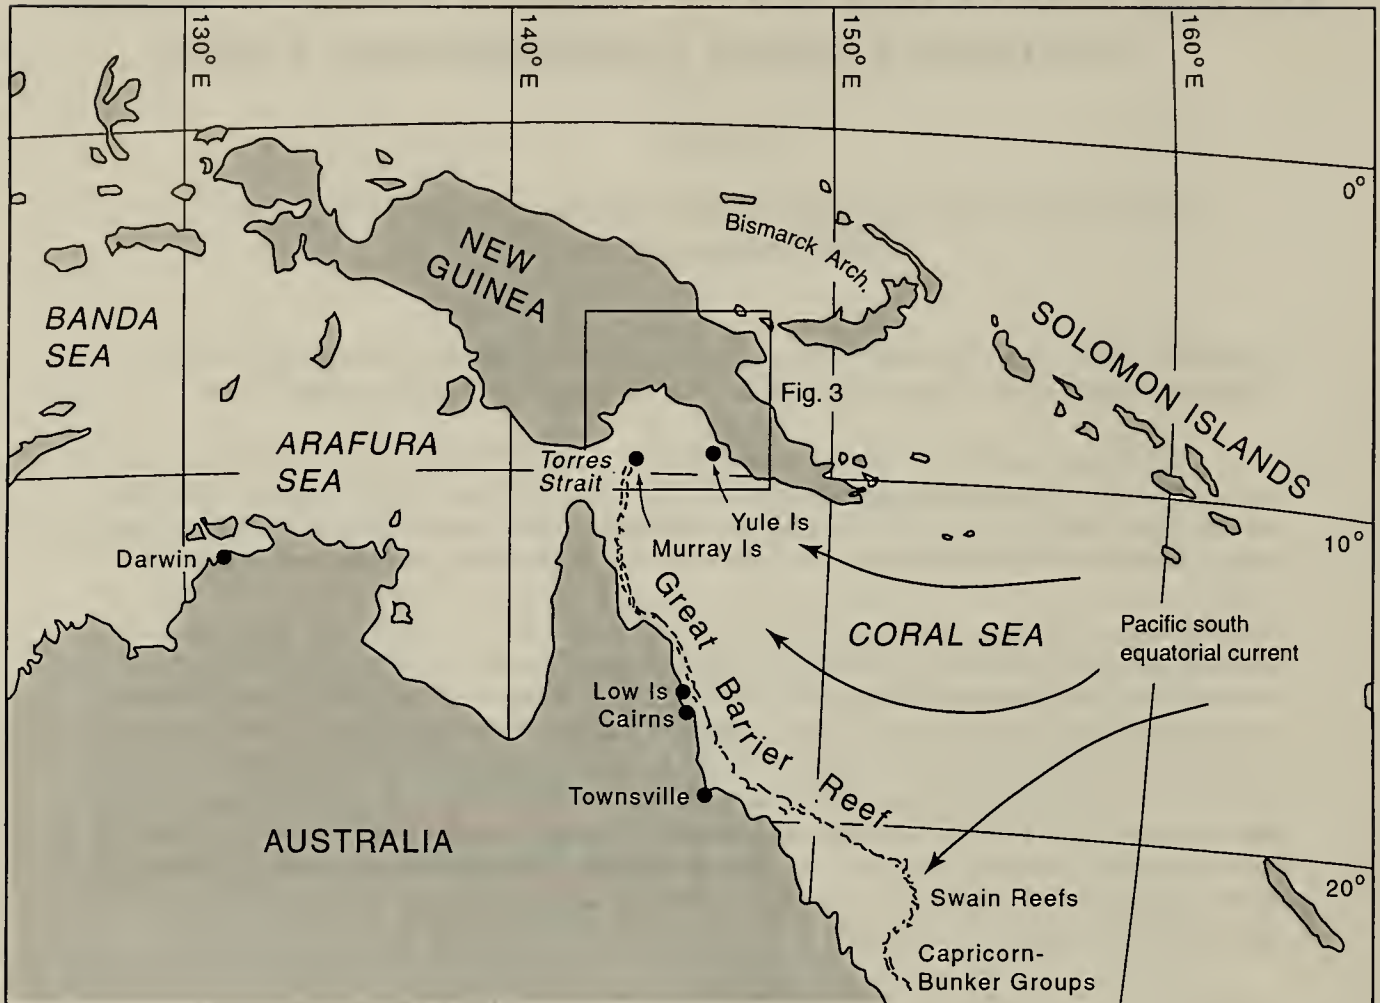 130° E
140° E
150° E
160° E
0°
NEW
GUINEA
Bismarck Arch.
BANDA
SEA
SOLOMON ISLANDS
Fig. 3
ARAFURA
SEA
Torres
Strait
Yule Is
Murray Is
10°
Darwin
Great Barrier Reef
CORAL SEA
Pacific south
equatorial current
Low Is
Cairns
Townsville
AUSTRALIA
20°
Swain Reefs
Capricorn-
Bunker Groups